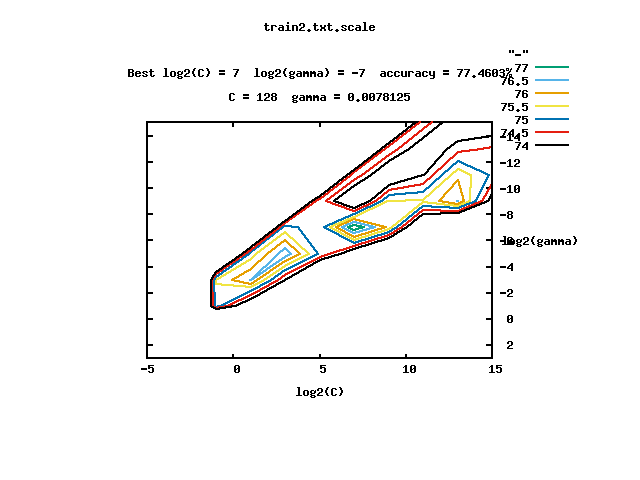 train2.txt.scale
"-"
Best log2(C) = 7  log2(gamma) = -7  accuracy = 77.4603%
C = 128  gamma = 0.0078125
77
76.5
76
75.5
75
74.5
74
-14
-12
-10
-8
-6
log2(gamma)
-4
-2
0
2
-5 0 5 10 15
log2(C)